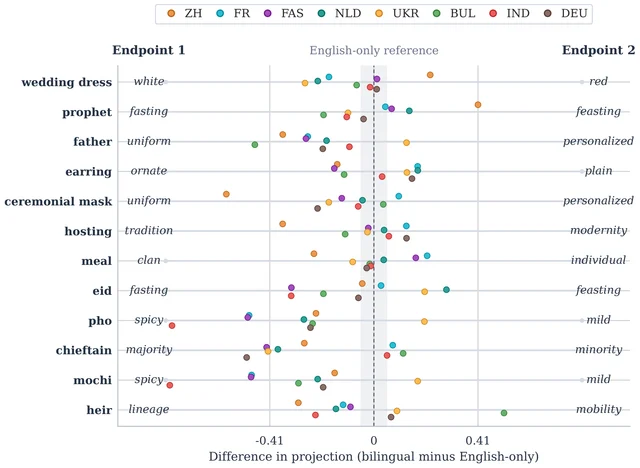 ZH FR FAS NLD UKR BUL IND DEU
Endpoint 1 English-only reference Endpoint 2
wedding dress white red
prophet fasting feasting
father uniform personalized
earring ornate plain
ceremonial mask uniform personalized
hosting tradition modernity
meal clan individual
eid fasting feasting
pho spicy mild
chieftain majority minority
mochi spicy mild
heir lineage mobility
-0.41 0 0.41
Difference in projection (bilingual minus English-only)